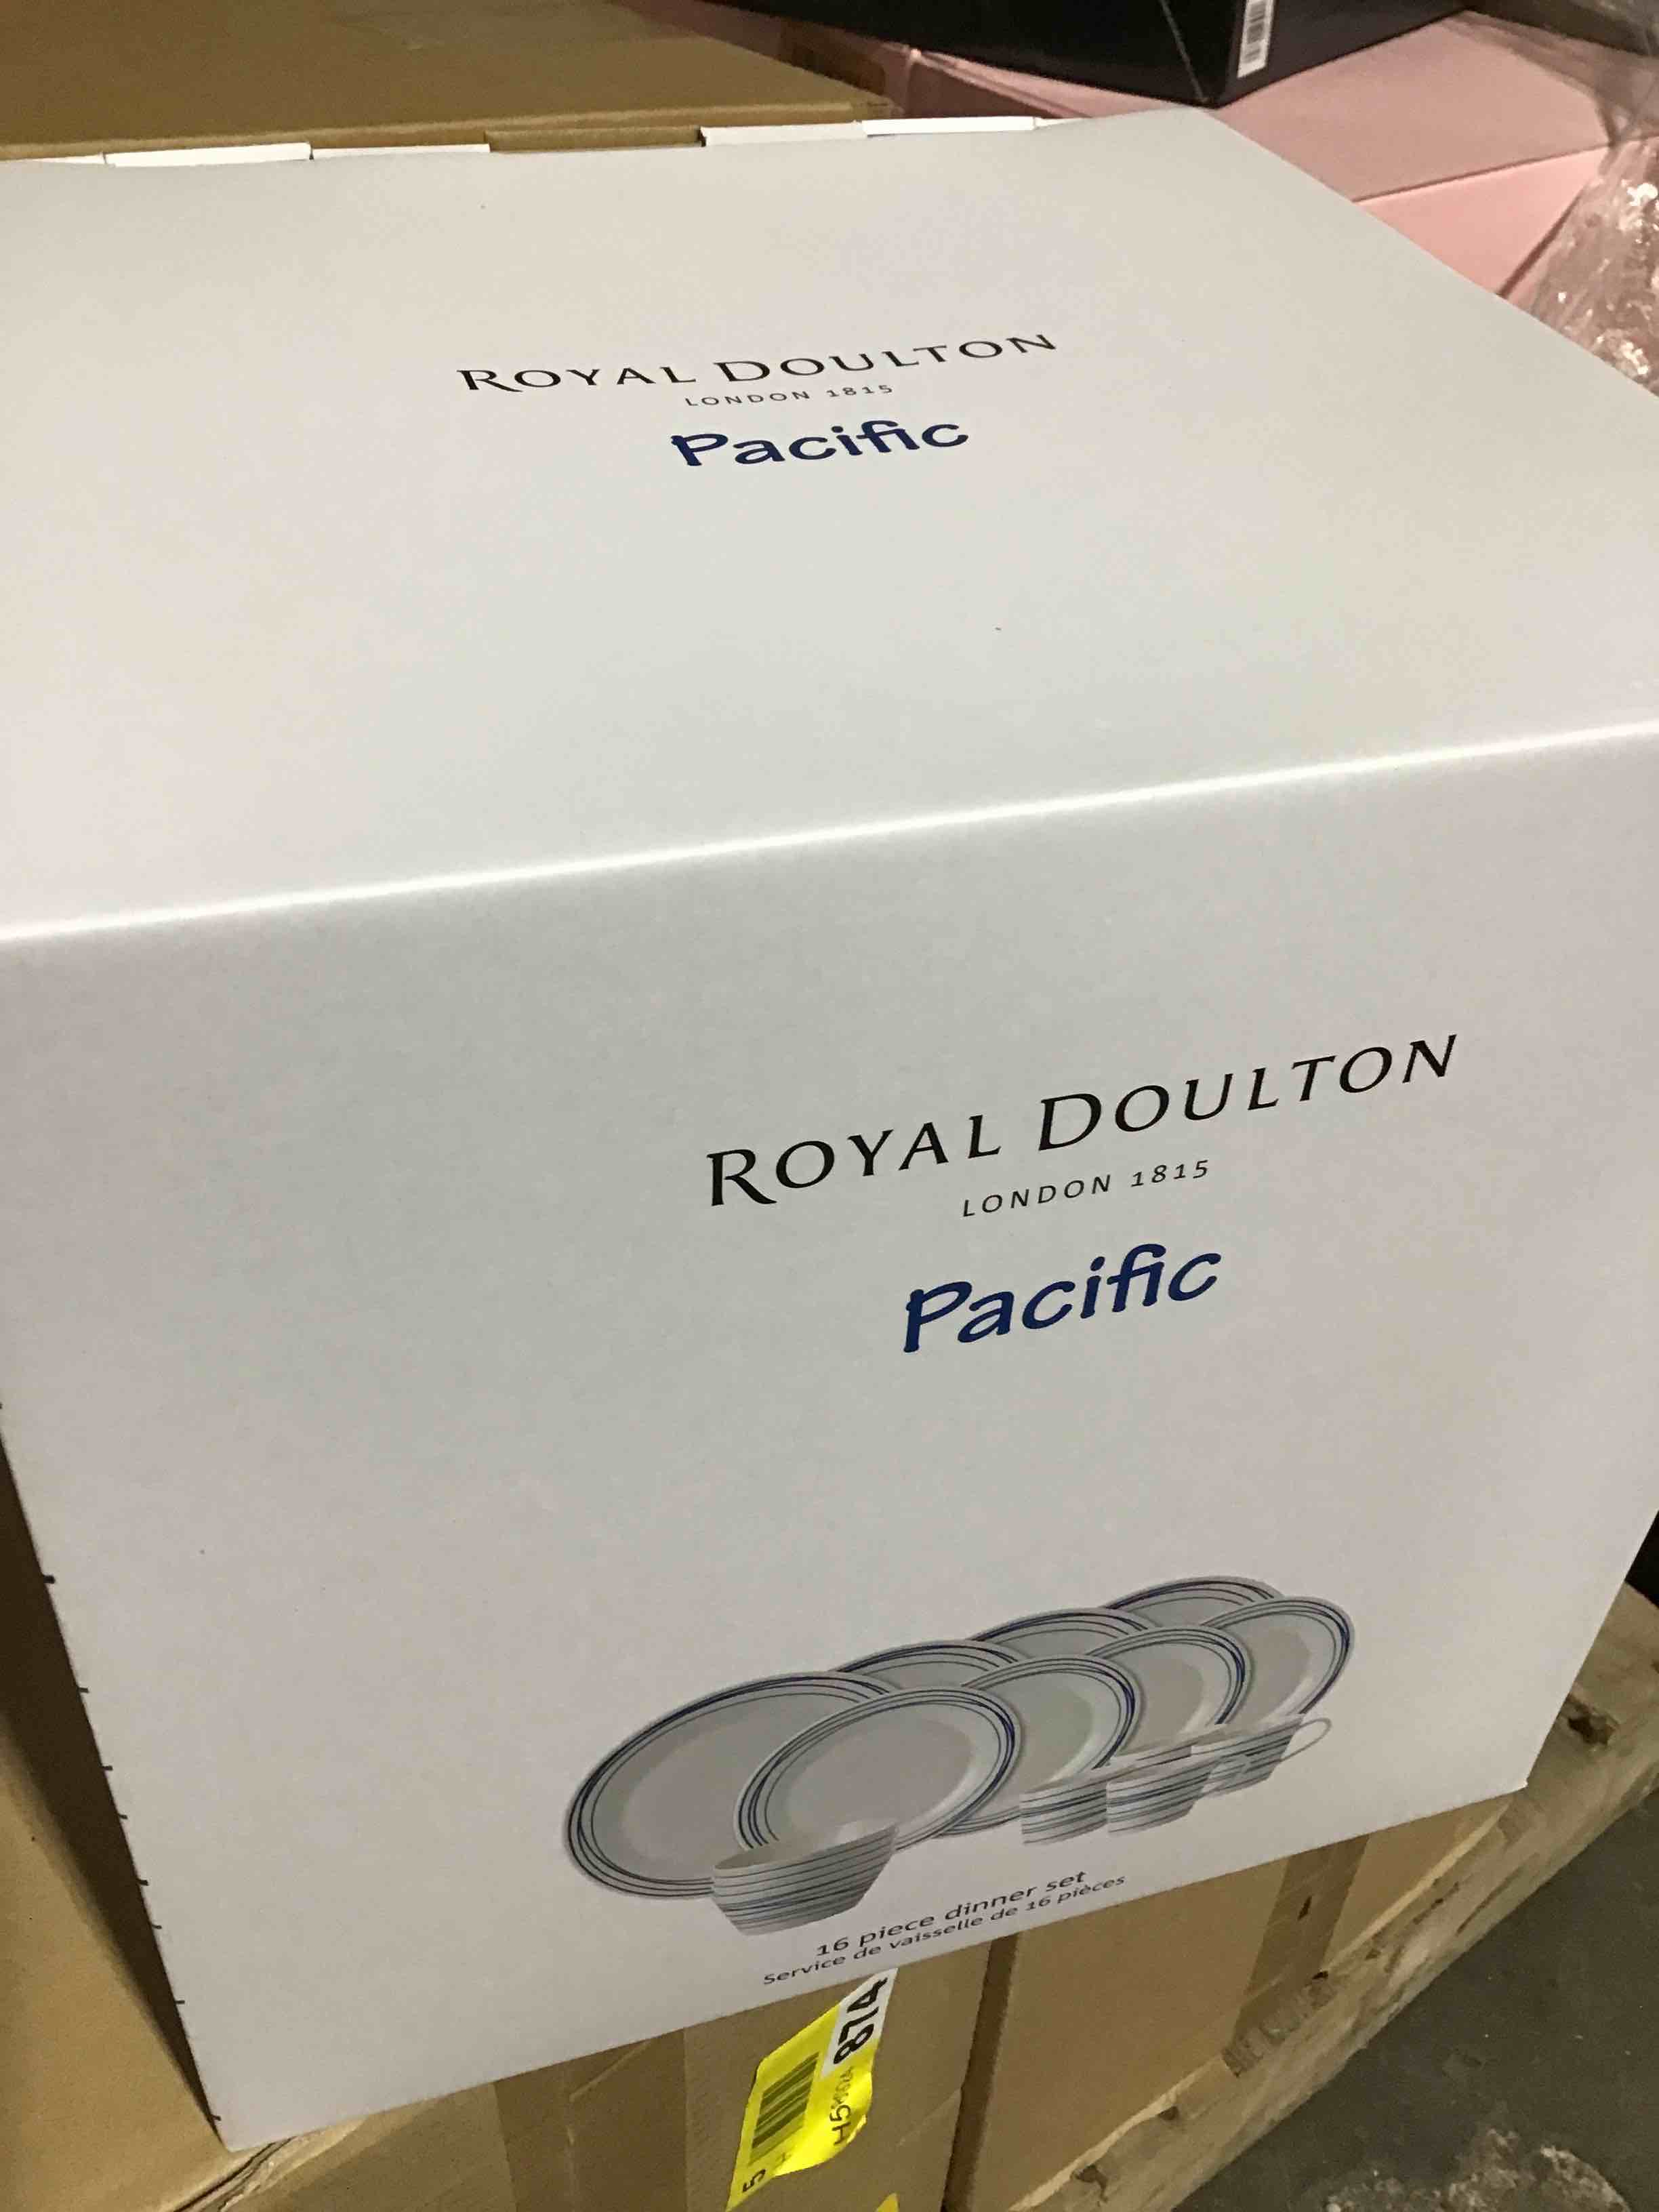 ROYAL DOULTON
LONDON 1815
Pacific
ROYAL DOULTON
LONDON 1815
Pacific
16 piece dinner set
Service de vaisselle de 16 pièces
874